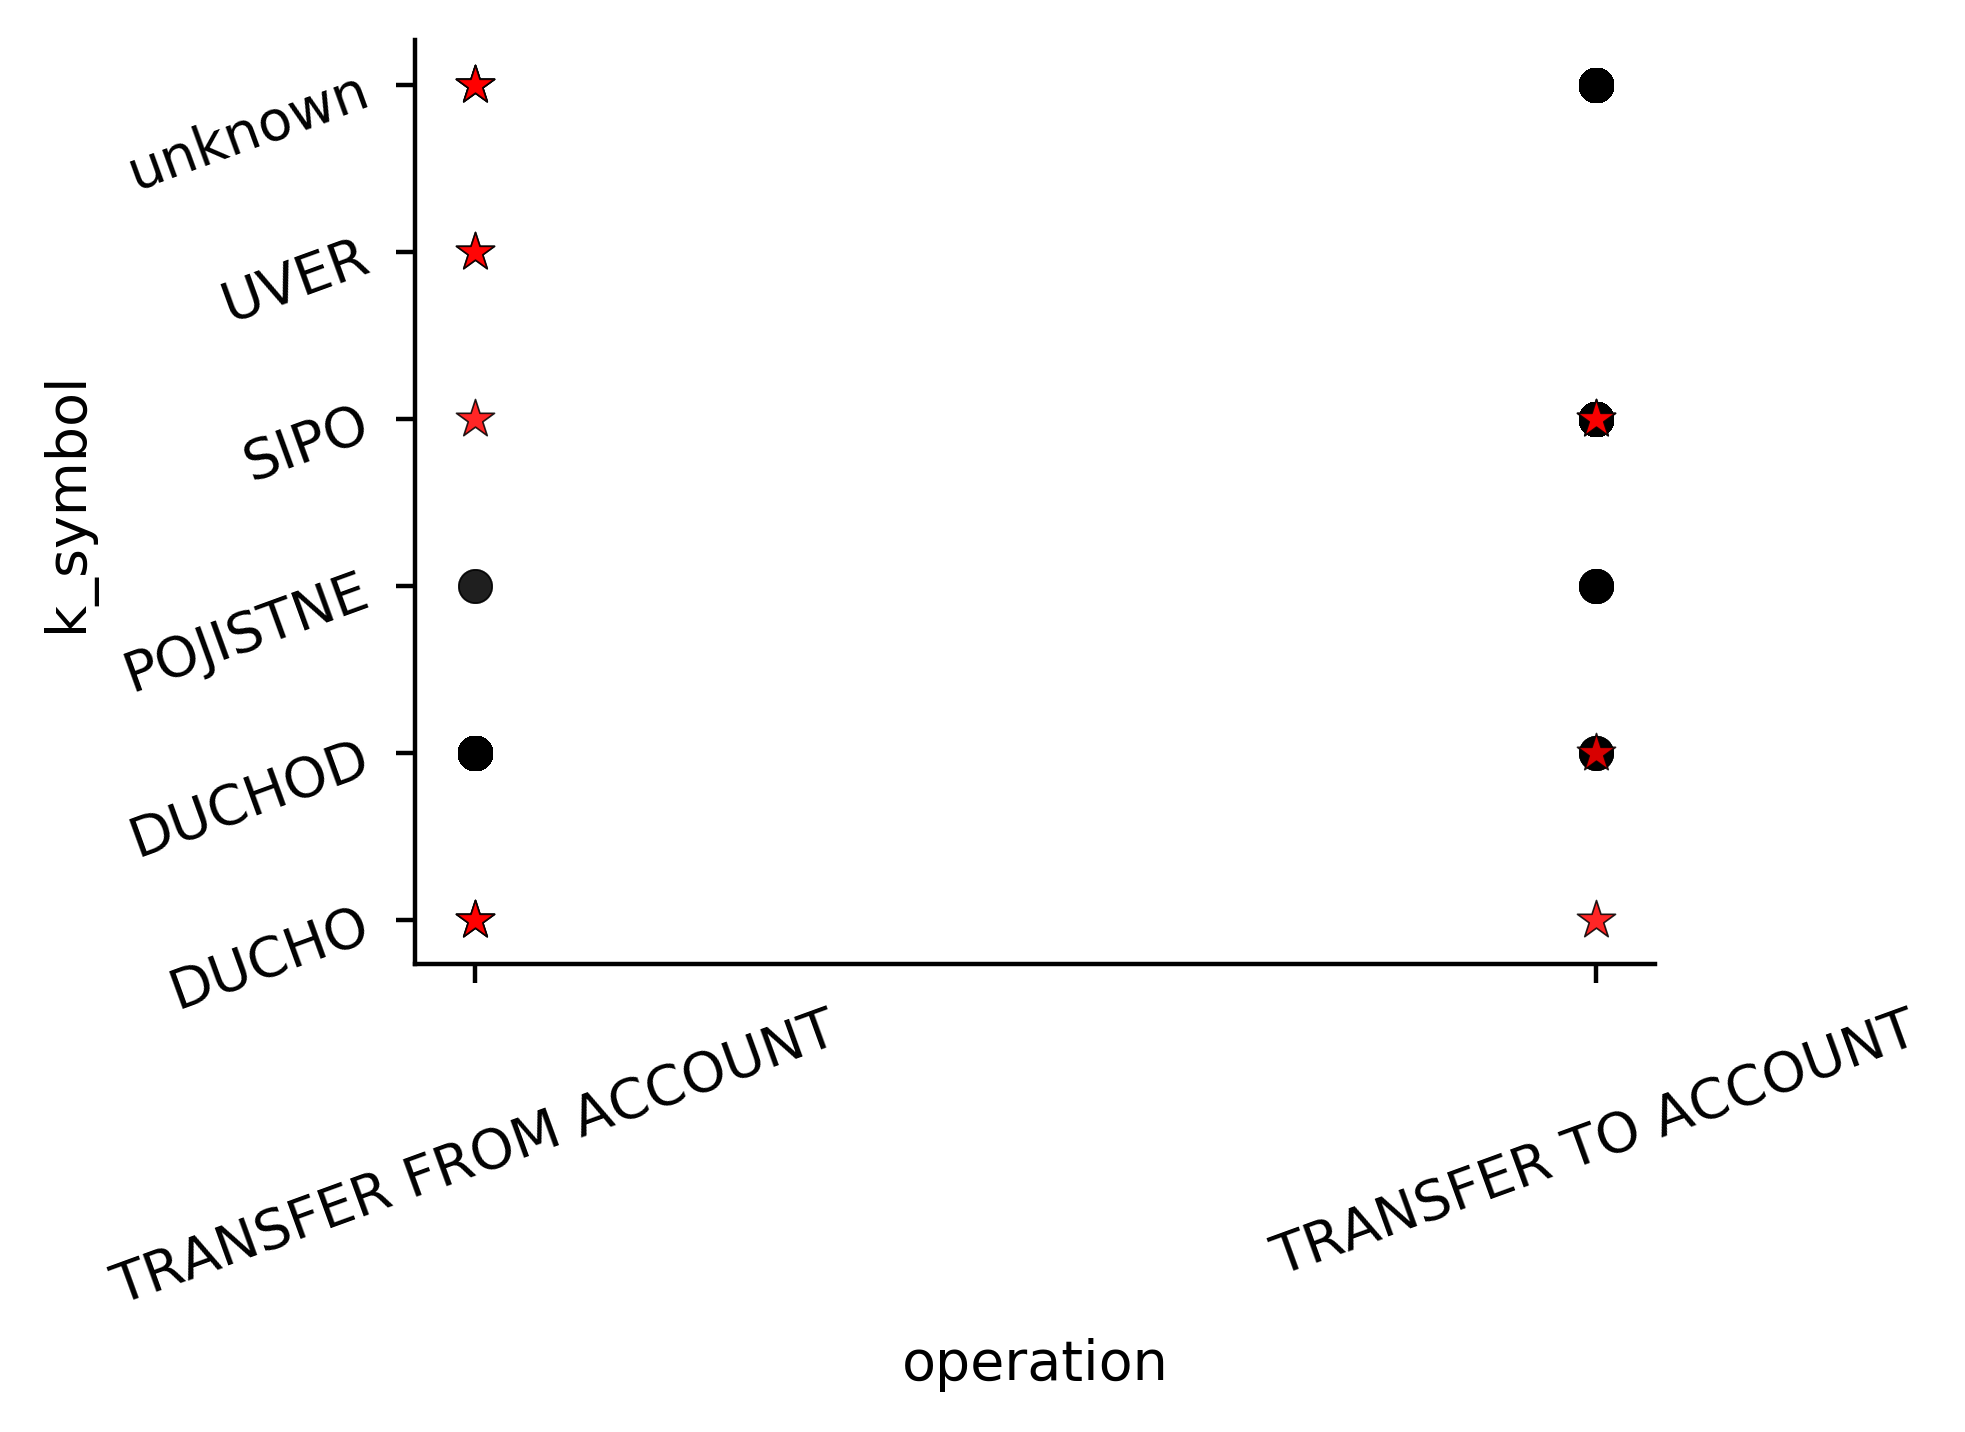 unknown
UVER
SIPO
POJISTNE
DUCHOD
DUCHO
k_symbol
TRANSFER FROM ACCOUNT
TRANSFER TO ACCOUNT
operation